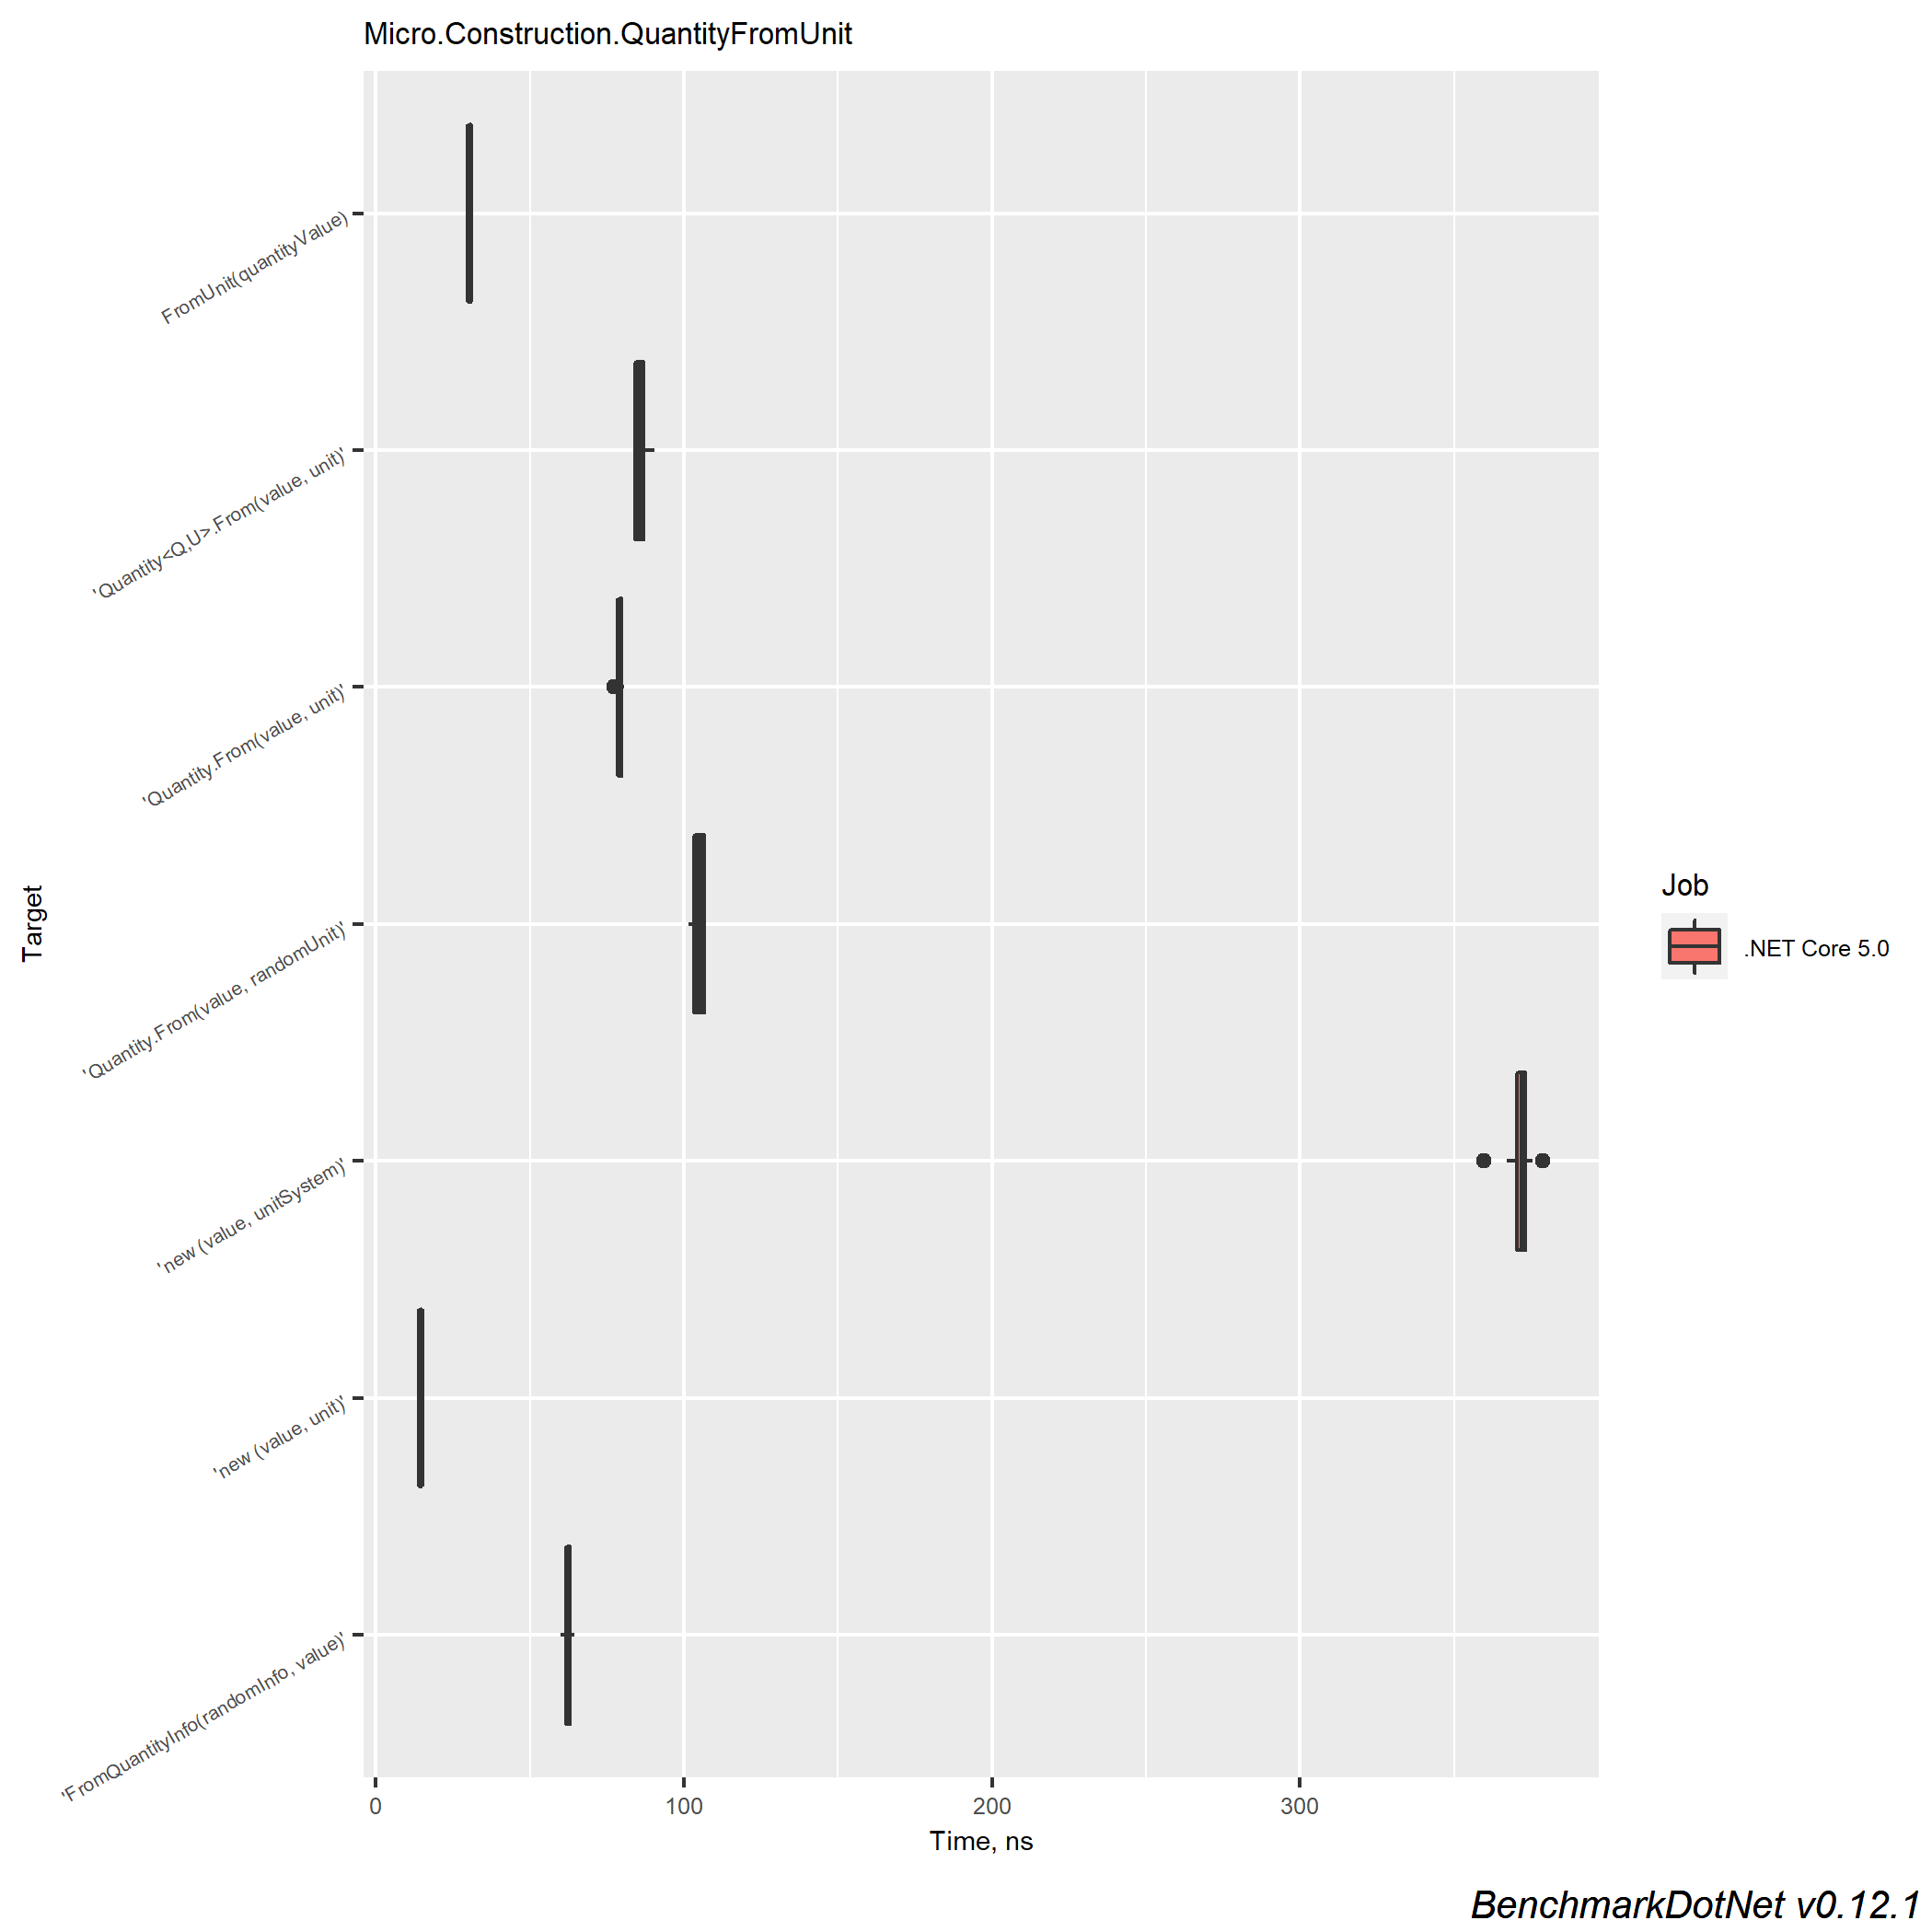 Micro.Construction.QuantityFromUnit
FromUnit(quantityValue)
'Quantity<Q,U>.From(value, unit)'
'Quantity.From(value, unit)'
'Quantity.From(value, randomUnit)'
'new (value, unitSystem)'
'new (value, unit)'
'FromQuantityInfo(randomInfo, value)'
Target
0 100 200 300
Time, ns
Job
.NET Core 5.0
BenchmarkDotNet v0.12.1